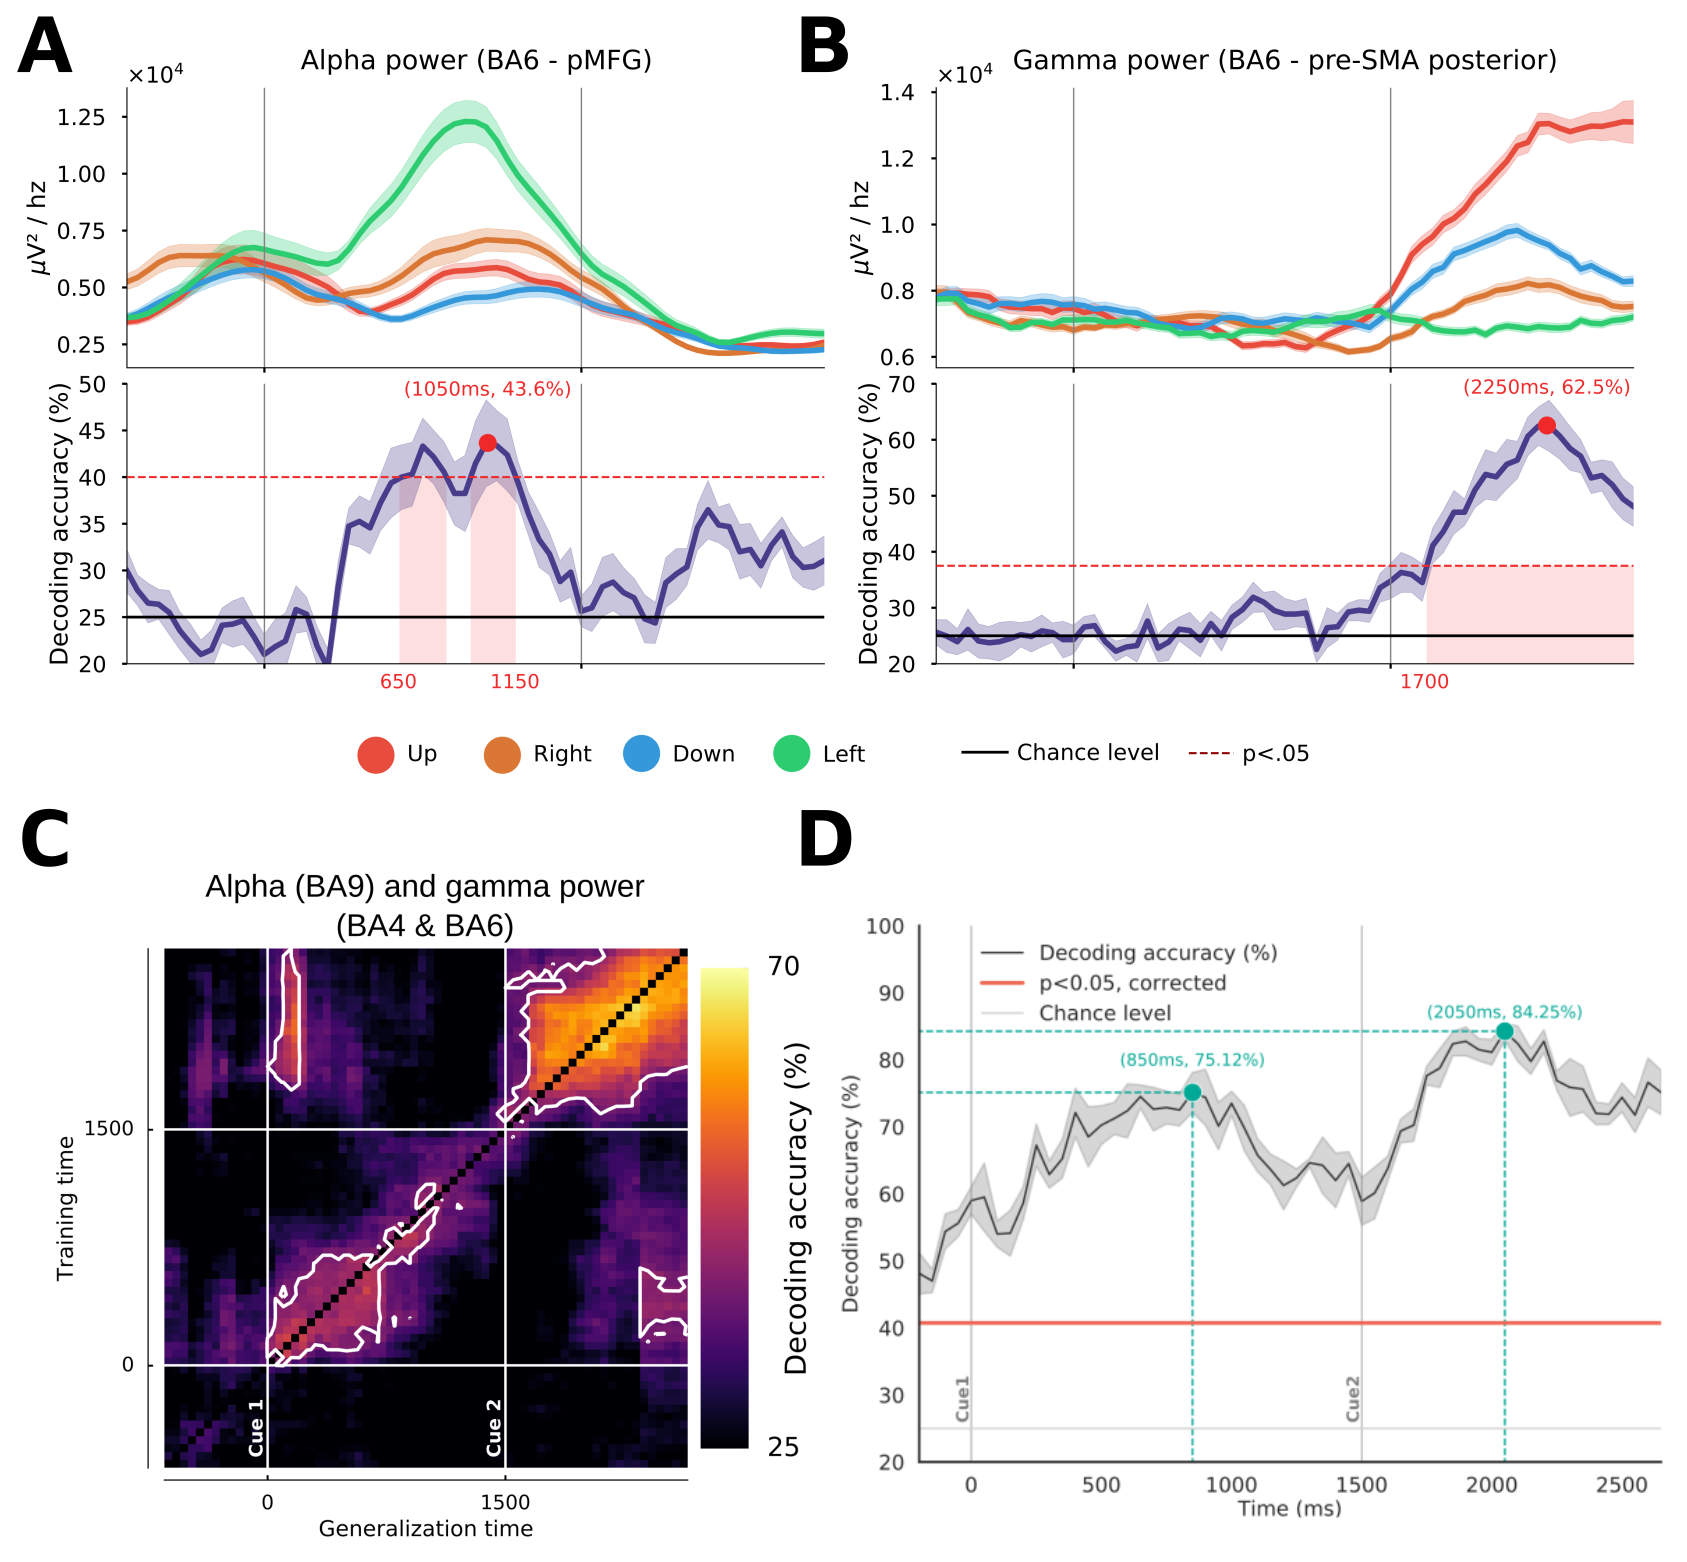 A
Alpha power (BA6 - pMFG)
×10⁴
1.25
1.00
0.75
0.50
0.25
μV² / hz
50
45
40
35
30
25
20
Decoding accuracy (%)
(1050ms, 43.6%)
650
1150
B
Gamma power (BA6 - pre-SMA posterior)
×10⁴
1.4
1.2
1.0
0.8
0.6
μV² / hz
70
60
50
40
30
20
Decoding accuracy (%)
(2250ms, 62.5%)
1700
Up
Right
Down
Left
Chance level
p<.05
C
Alpha (BA9) and gamma power
(BA4 & BA6)
Training time
1500
0
Cue 1
Cue 2
0
1500
Generalization time
70
25
Decoding accuracy (%)
D
100
90
80
70
60
50
40
30
20
Decoding accuracy (%)
Decoding accuracy (%)
p<0.05, corrected
Chance level
(850ms, 75.12%)
(2050ms, 84.25%)
Cue1
Cue2
0
500
1000
1500
2000
2500
Time (ms)